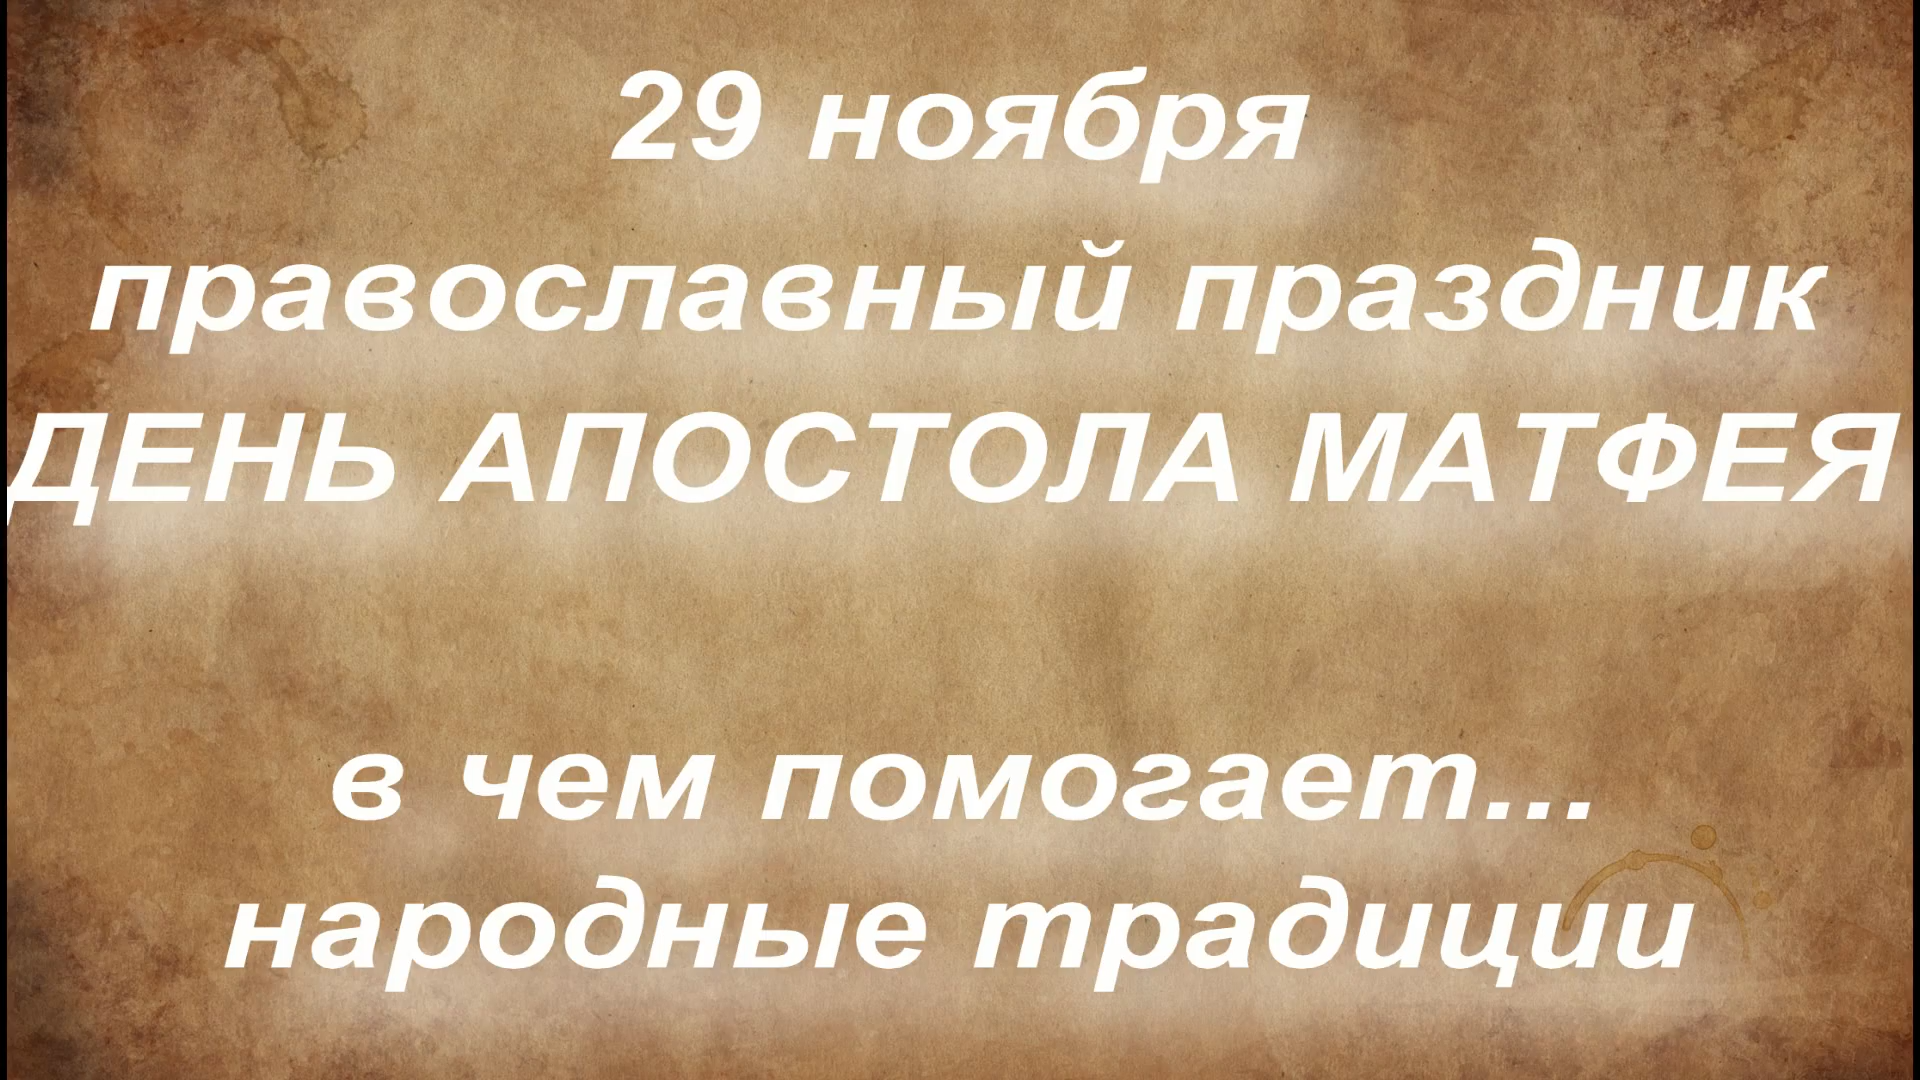 29 ноября
православный праздник
ДЕНЬ АПОСТОЛА МАТФЕЯ
в чем помогает...
народные традиции